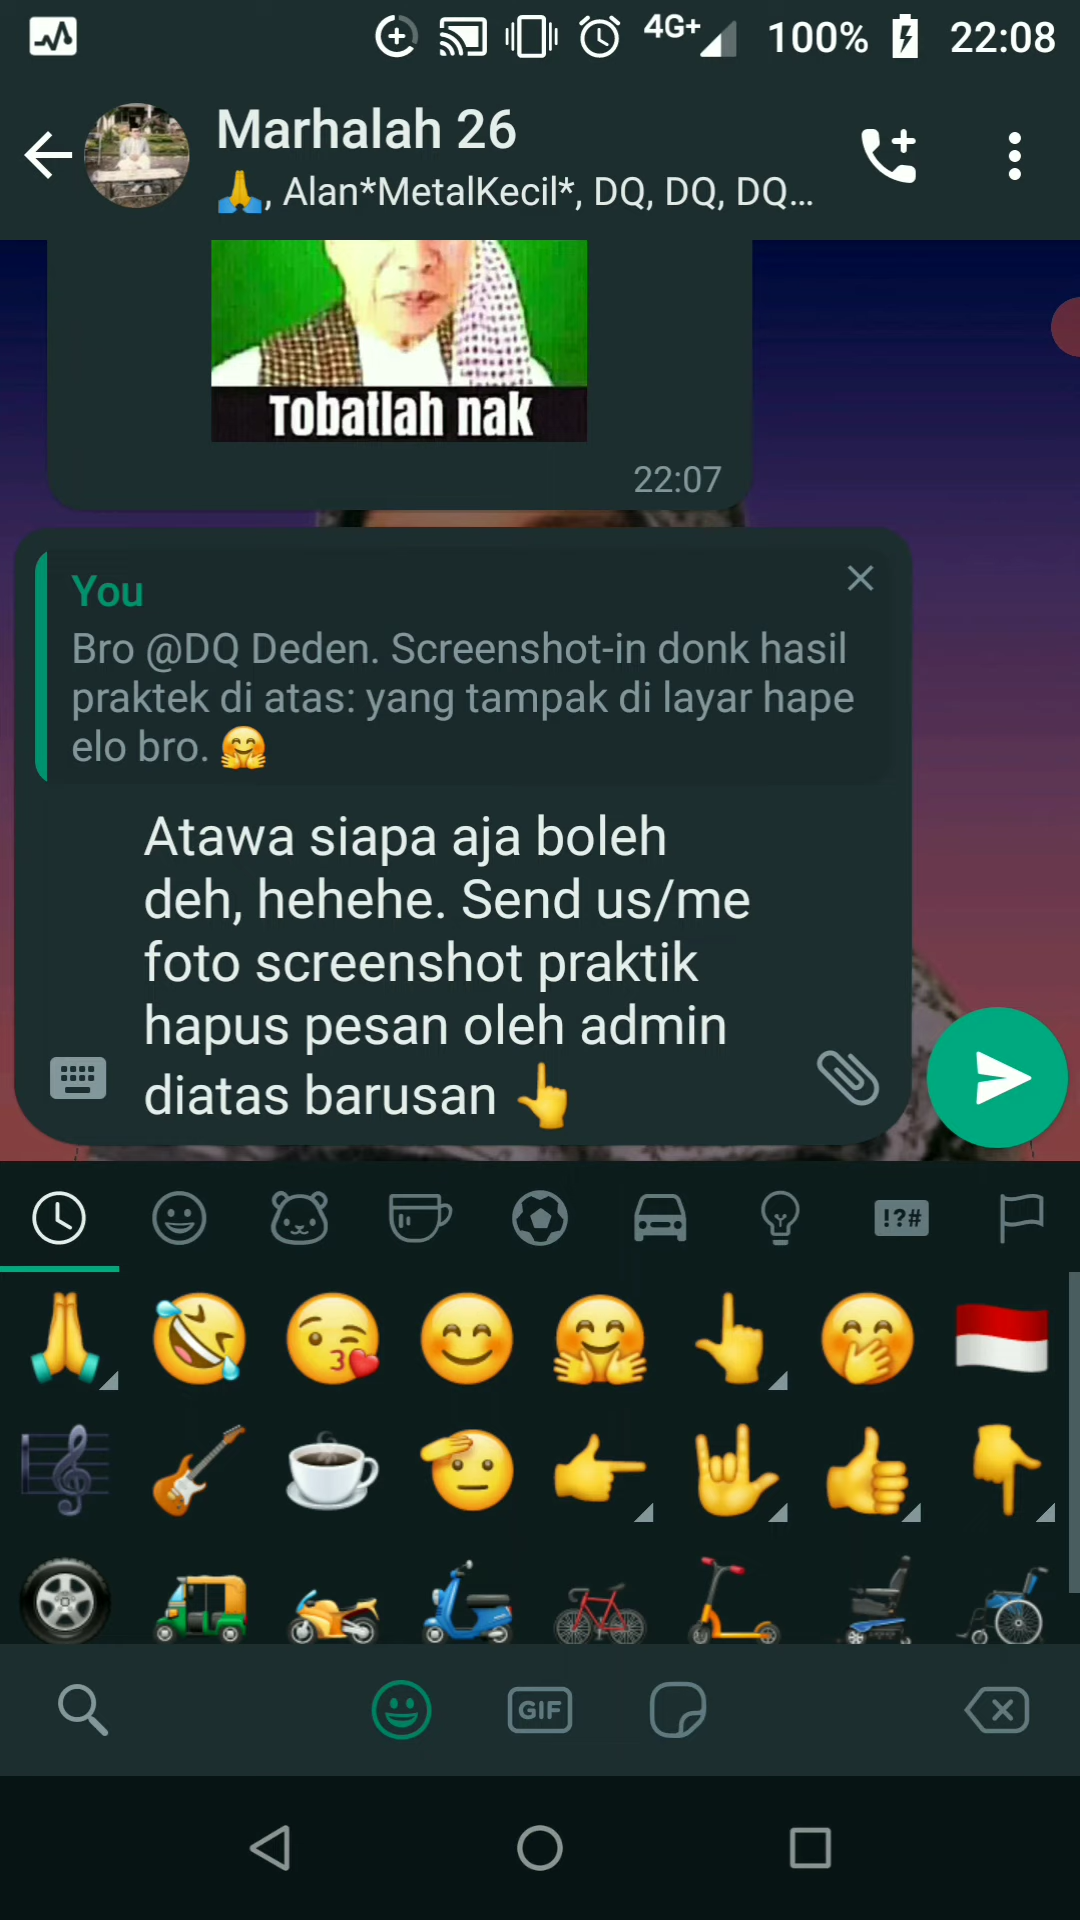 4G+ 100% 22:08
Marhalah 26
🙏, Alan*MetalKecil*, DQ, DQ, DQ...
Tobatlah nak
22:07
You
Bro @DQ Deden. Screenshot-in donk hasil
praktek di atas: yang tampak di layar hape
elo bro. 🤗
Atawa siapa aja boleh
deh, hehehe. Send us/me
foto screenshot praktik
hapus pesan oleh admin
diatas barusan 👆
!?#
GIF